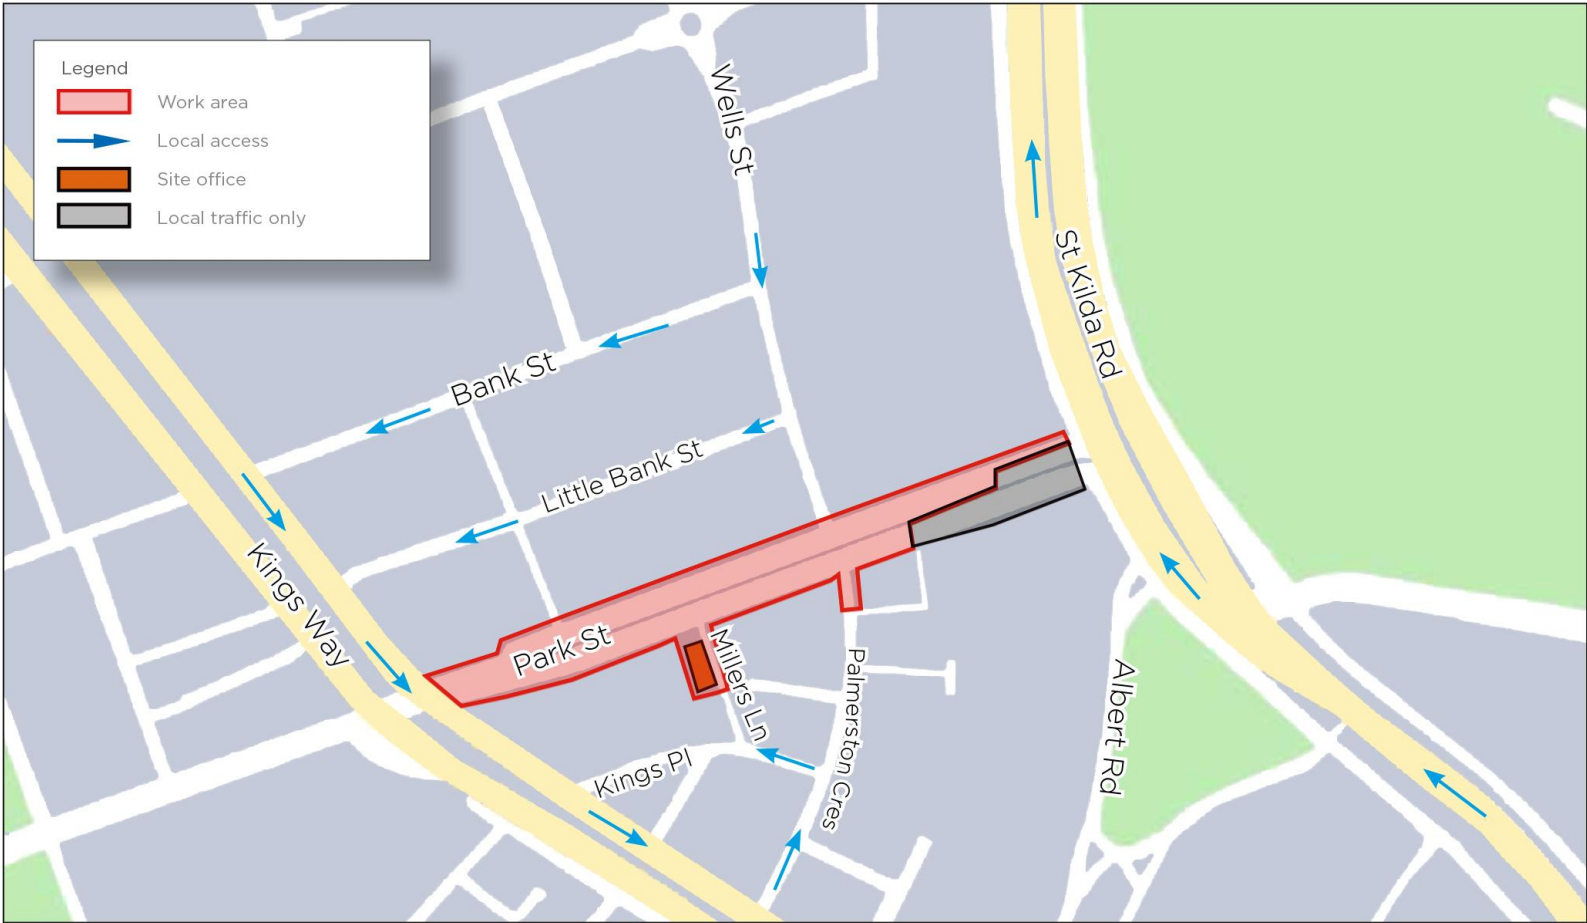 Legend
Work area
Local access
Site office
Local traffic only
Wells St
St Kilda Rd
Bank St
Little Bank St
Kings Way
Park St
Millers Ln
Palmerston Cres
Albert Rd
Kings Pl